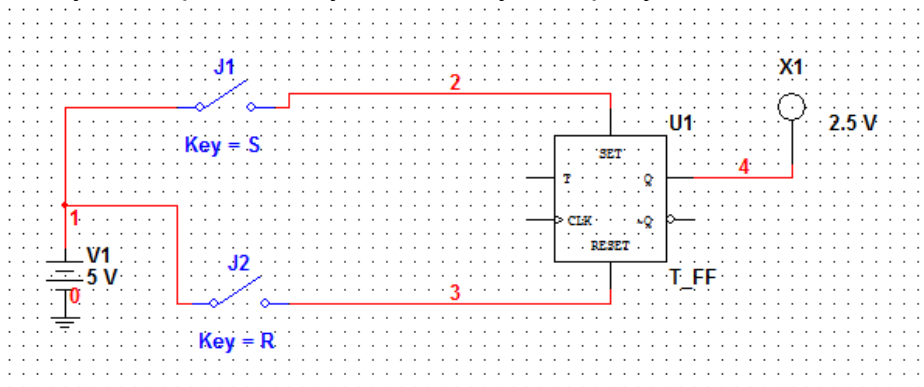 J1
2
X1
Key = S
U1
2.5 V
SET
T
Q
4
1
CLK
~Q
RESET
V1
5 V
J2
T_FF
0
3
Key = R